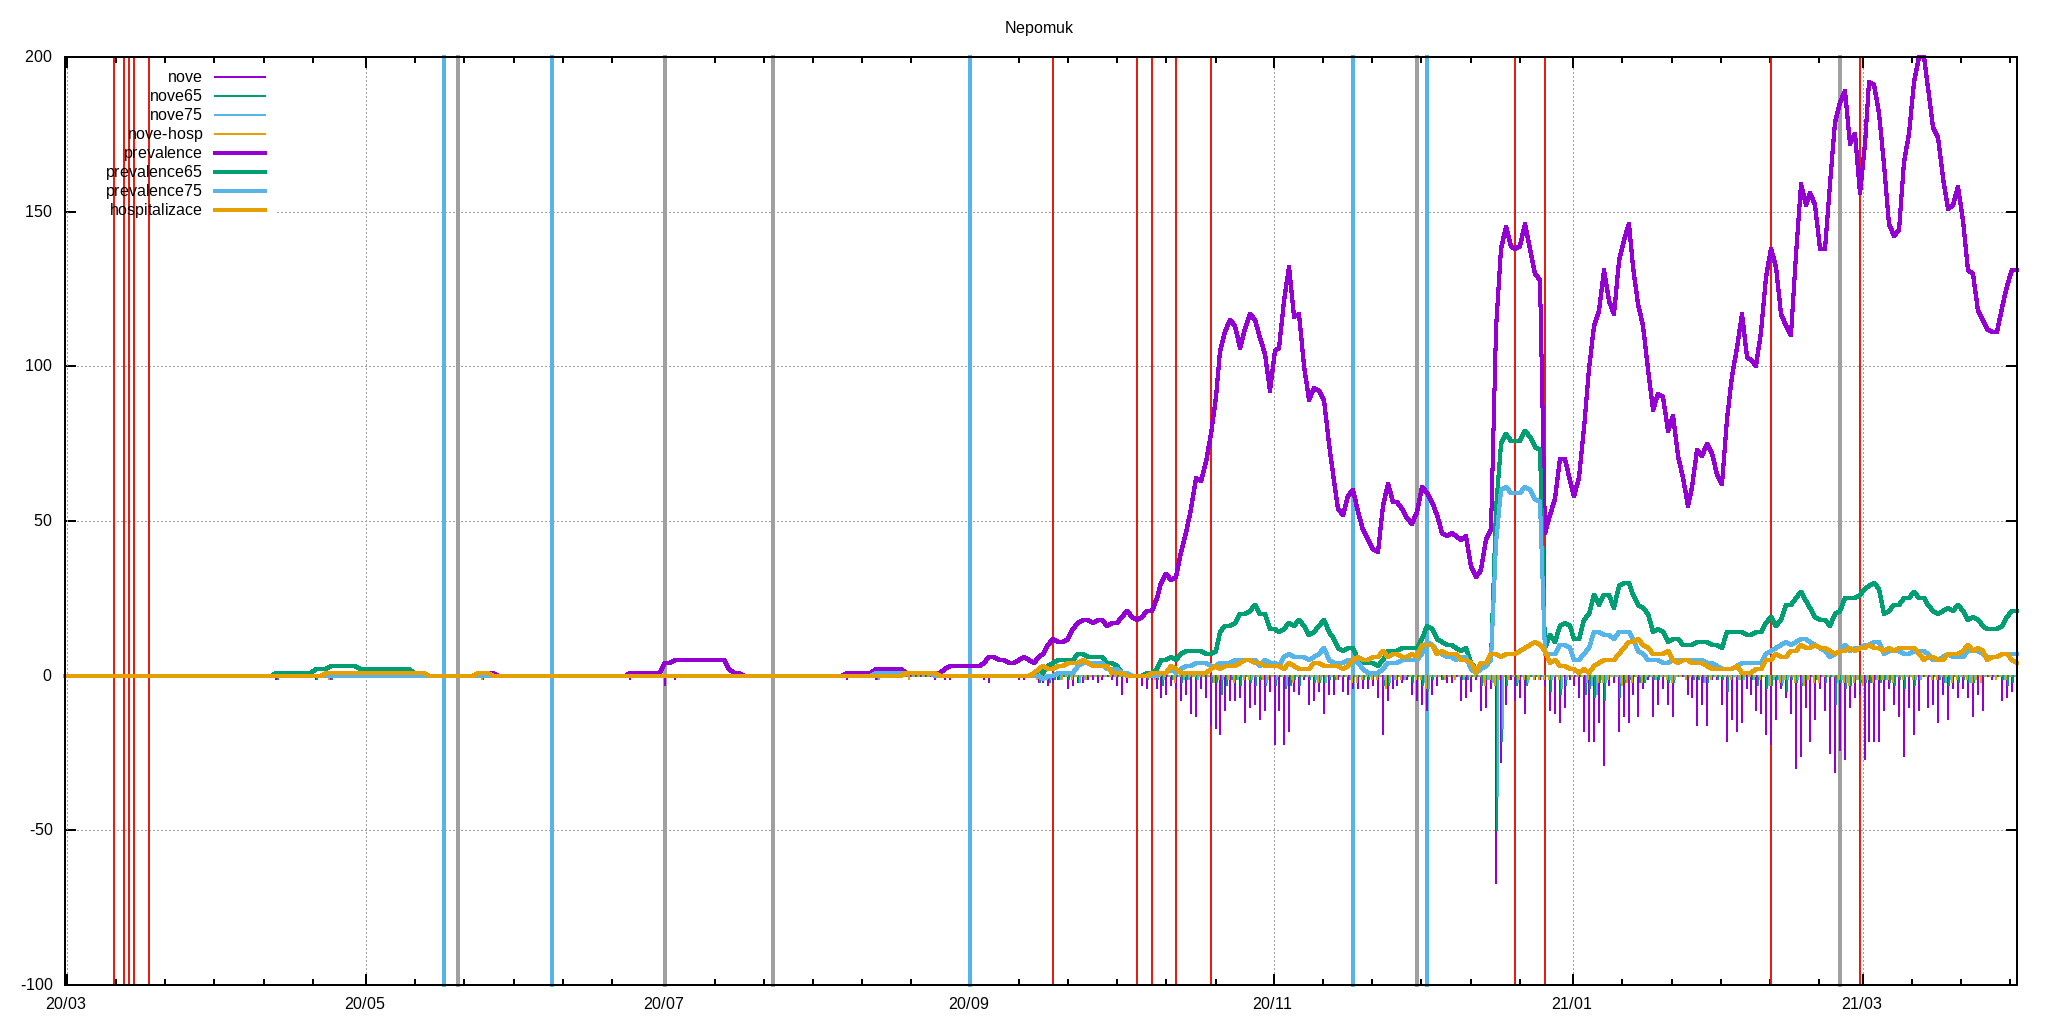 Nepomuk
200
150
100
50
0
-50
-100
nove
nove65
nove75
nove-hosp
prevalence
prevalence65
prevalence75
hospitalizace
20/03 20/05 20/07 20/09 20/11 21/01 21/03